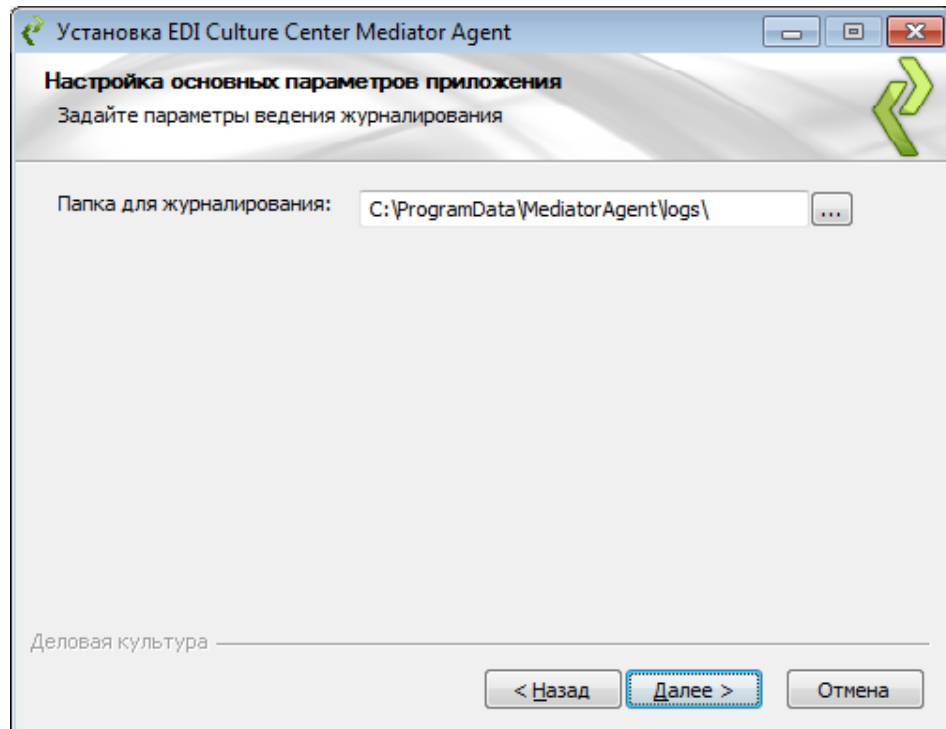 Установка EDI Culture Center Mediator Agent
Настройка основных параметров приложения
Задайте параметры ведения журналирования
Папка для журналирования: C:\ProgramData\MediatorAgent\logs\ ...
Деловая культура
< Назад Далее > Отмена